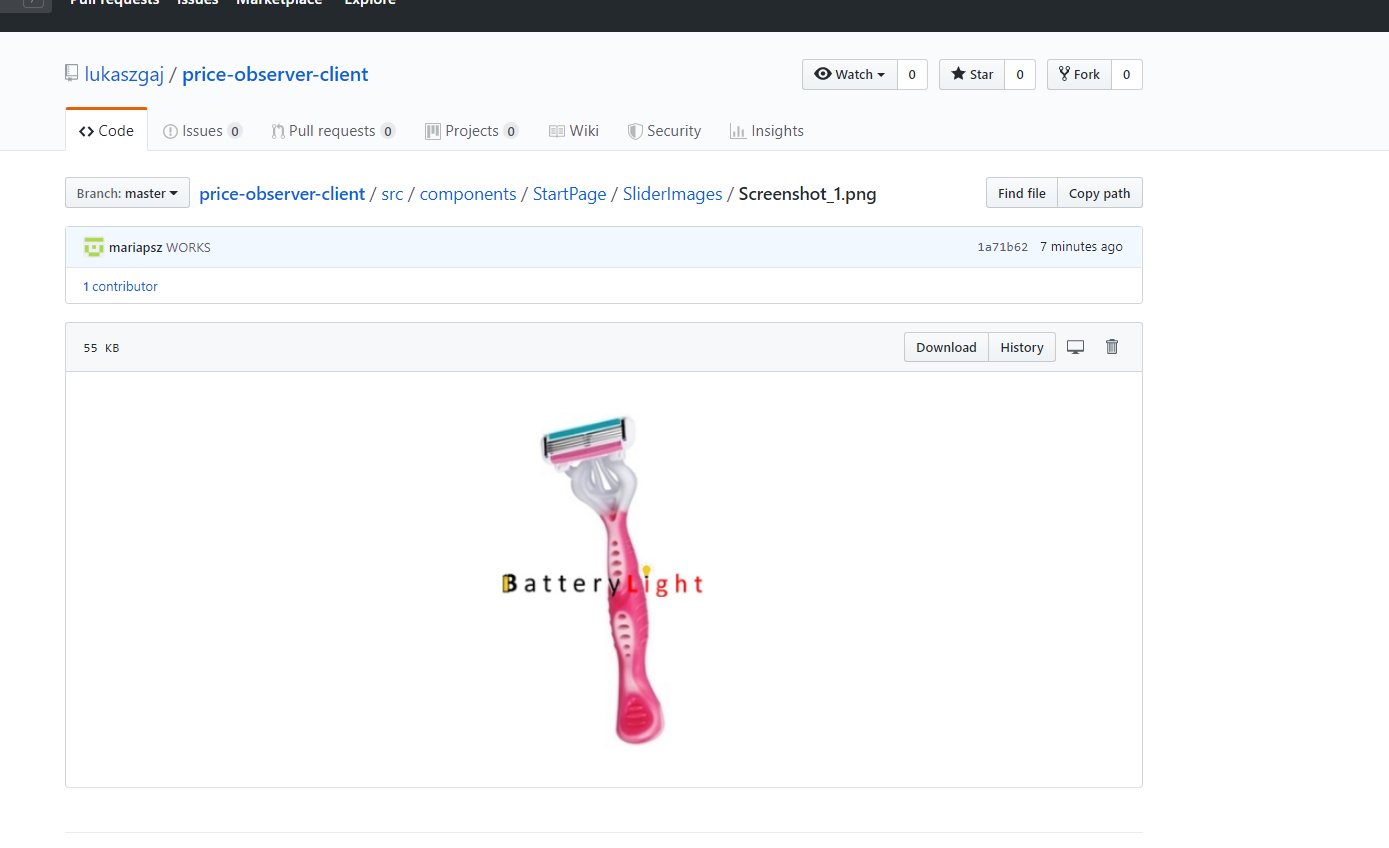 Pull requests Issues Marketplace Explore
lukaszgaj / price-observer-client
Watch 0 Star 0 Fork 0
Code Issues 0 Pull requests 0 Projects 0 Wiki Security Insights
Branch: master price-observer-client / src / components / StartPage / SliderImages / Screenshot_1.png Find file Copy path
mariapsz WORKS 1a71b62 7 minutes ago
1 contributor
55 KB Download History
BatteryLight